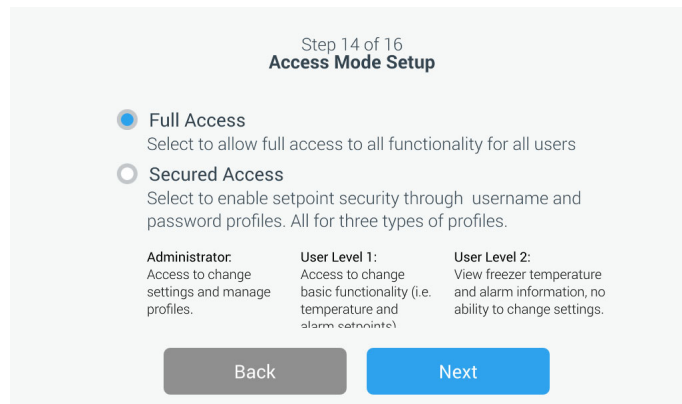 Step 14 of 16
Access Mode Setup
Full Access
Select to allow full access to all functionality for all users
Secured Access
Select to enable setpoint security through username and
password profiles. All for three types of profiles.
Administrator:
Access to change
settings and manage
profiles.
User Level 1:
Access to change
basic functionality (i.e.
temperature and
alarm setpoints)
User Level 2:
View freezer temperature
and alarm information, no
ability to change settings.
Back
Next